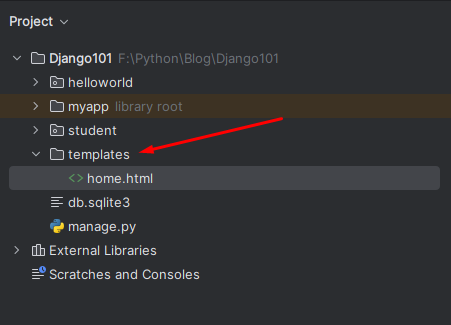 Project
Django101 F:\Python\Blog\Django101
helloworld
myapp library root
student
templates
<> home.html
db.sqlite3
manage.py
External Libraries
Scratches and Consoles